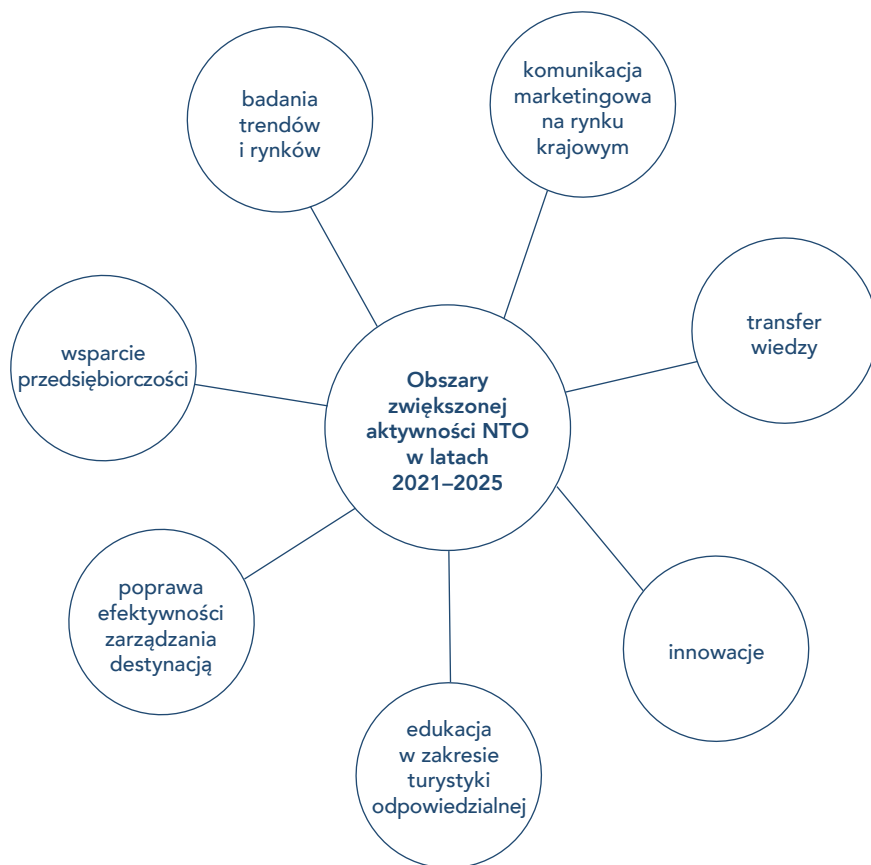 badania
trendów
i rynków
komunikacja
marketingowa
na rynku
krajowym
transfer
wiedzy
wsparcie
przedsiębiorczości
Obszary
zwiększonej
aktywności NTO
w latach
2021–2025
poprawa
efektywności
zarządzania
destynacją
innowacje
edukacja
w zakresie
turystyki
odpowiedzialnej